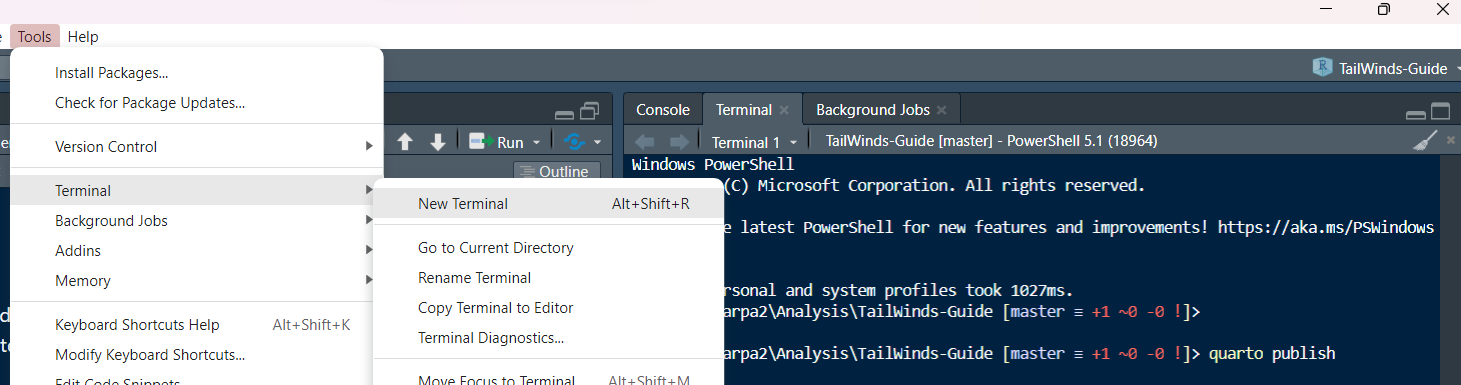 Tools Help
TailWinds-Guide
Install Packages...
Check for Package Updates...
Version Control
Terminal
Background Jobs
Addins
Memory
Keyboard Shortcuts Help Alt+Shift+K
Modify Keyboard Shortcuts...
Edit Code Snippets
New Terminal Alt+Shift+R
Go to Current Directory
Rename Terminal
Copy Terminal to Editor
Terminal Diagnostics...
Move Focus to Terminal Alt+Shift+M
Run
Outline
Console Terminal Background Jobs
Terminal 1 TailWinds-Guide [master] - PowerShell 5.1 (18964)
Windows PowerShell
(C) Microsoft Corporation. All rights reserved.
latest PowerShell for new features and improvements! https://aka.ms/PSWindows
rsonal and system profiles took 1027ms.
arpa2\Analysis\TailWinds-Guide [master ≡ +1 ~0 -0 !]>
arpa2\Analysis\TailWinds-Guide [master ≡ +1 ~0 -0 !]> quarto publish